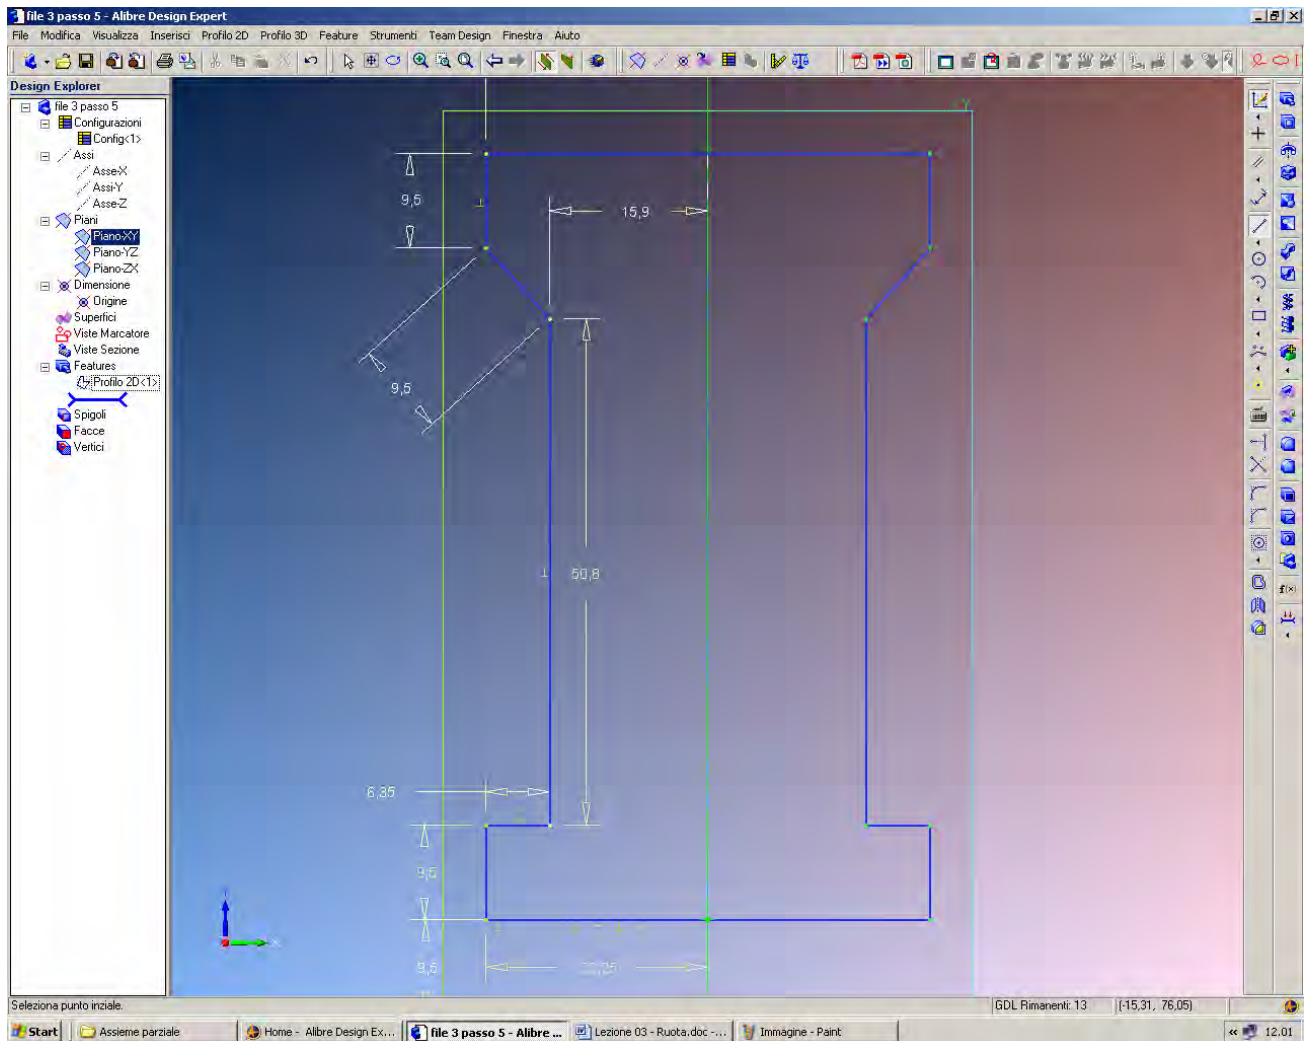 file 3 passo 5 - Alibre Design Expert
File Modifica Visualizza Inserisci Profilo 2D Profilo 3D Feature Strumenti Team Design Finestra Aiuto
Design Explorer
file 3 passo 5
Configurazioni
Config<1>
Assi
Asse-X
Assi-Y
Asse-Z
Piani
Piano-XY
Piano-YZ
Piano-ZX
Dimensione
Origine
Superfici
Viste Marcatore
Viste Sezione
Features
Profilo 2D<1>
Spigoli
Facce
Vertici
Y
9,5
15,9
9,5
50,8
6,35
9,5
9,5
f(x)
Seleziona punto iniziale.
GDL Rimanenti: 13 (-15,31, 76,05)
Start Assieme parziale Home - Alibre Design Ex... file 3 passo 5 - Alibre ... Lezione 03 - Ruota.doc -... Immagine - Paint « 12.01